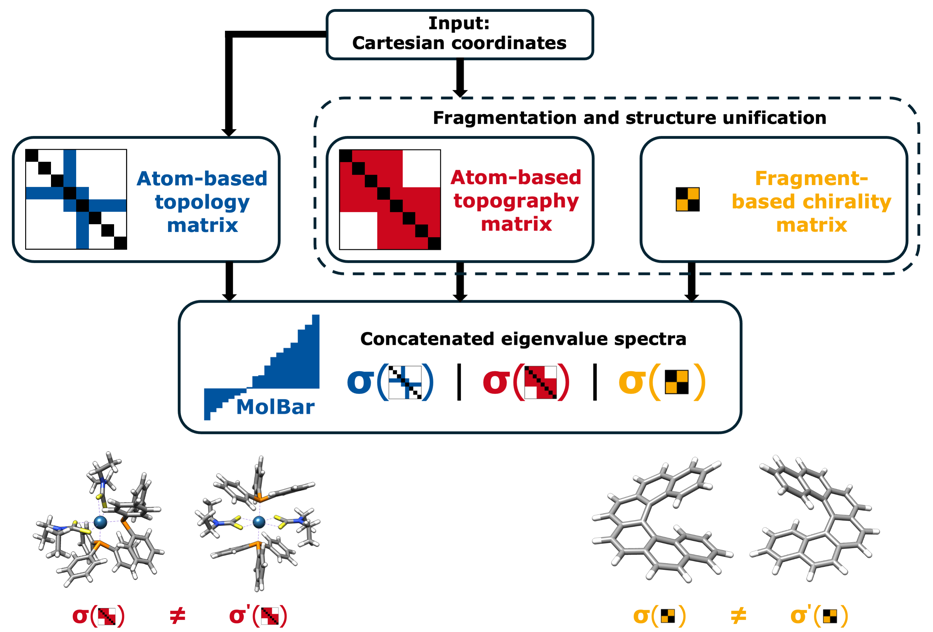 Input:
Cartesian coordinates
Fragmentation and structure unification
Atom-based
topology
matrix
Atom-based
topography
matrix
Fragment-
based chirality
matrix
Concatenated eigenvalue spectra
MolBar
σ( ) | σ( ) | σ( )
σ( ) ≠ σ'( )
σ( ) ≠ σ'( )